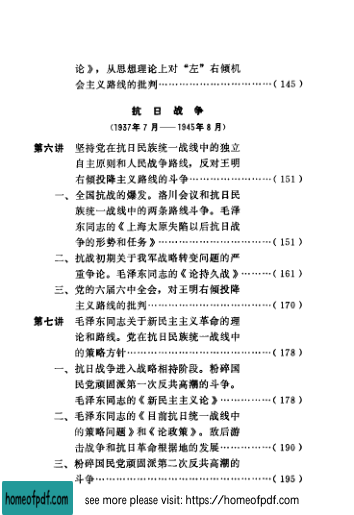 论》，从思想理论上对“左”右倾机
会主义路线的批判……………………………（145）
抗日战争
（1937年7月——1945年8月）
第六讲 坚持党在抗日民族统一战线中的独立
自主原则和人民战争路线，反对王明
右倾投降主义路线的斗争……………………（151）
一、全国抗战的爆发。洛川会议和抗日民
族统一战线中的两条路线斗争。毛泽
东同志的《上海太原失陷以后抗日战
争的形势和任务》……………………………（151）
二、抗战初期关于我军战略转变问题的严
重争论。毛泽东同志的《论持久战》………（161）
三、党的六届六中全会，对王明右倾投降
主义路线的批判………………………………（170）
第七讲 毛泽东同志关于新民主主义革命的理
论和路线。党在抗日民族统一战线中
的策略方针……………………………………（178）
一、抗日战争进入战略相持阶段。粉碎国
民党顽固派第一次反共高潮的斗争。
毛泽东同志的《新民主主义论》……………（178）
二、毛泽东同志的《目前抗日统一战线中
的策略问题》和《论政策》。敌后游
击战争和抗日革命根据地的发展……………（190）
三、粉碎国民党顽固派第二次反共高潮的
斗争……………………………………………（195）
homeofpdf.com
see more please visit: https://homeofpdf.com